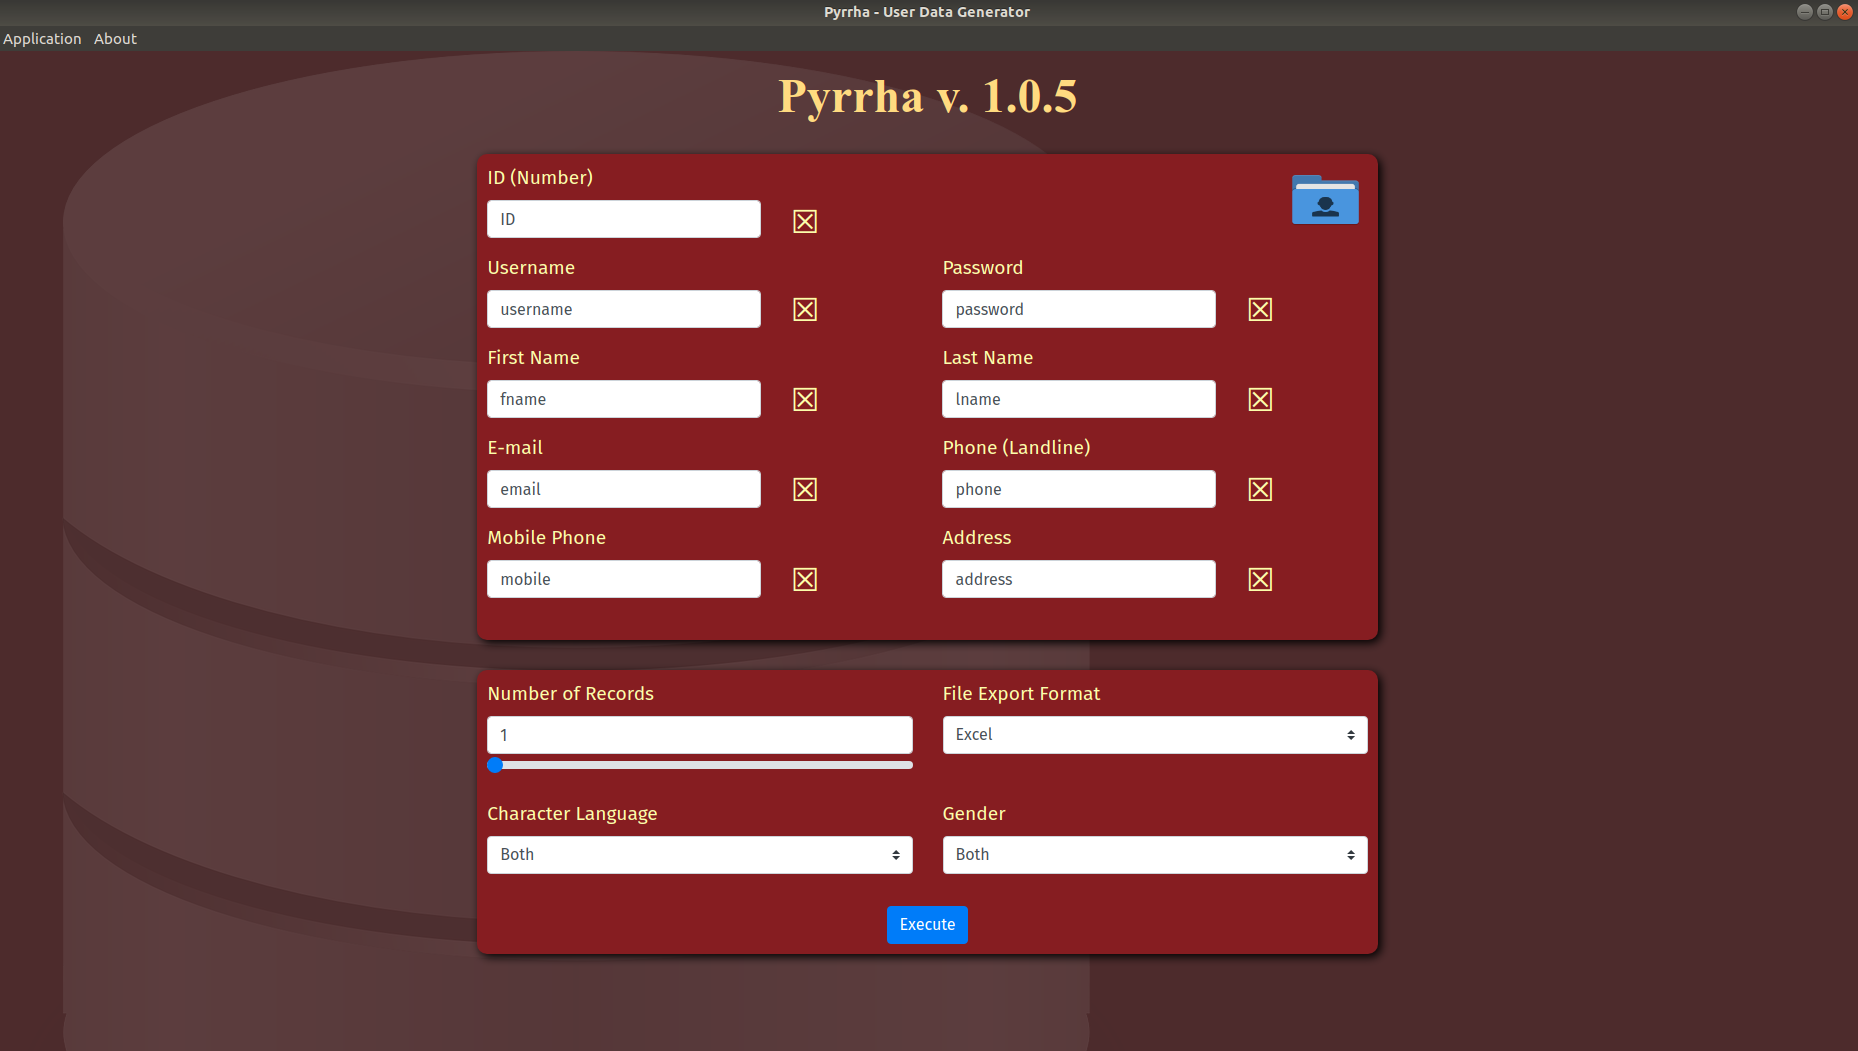 Pyrrha - User Data Generator
Application About
Pyrrha v. 1.0.5
ID (Number)
ID
Username Password
username password
First Name Last Name
fname lname
E-mail Phone (Landline)
email phone
Mobile Phone Address
mobile address
Number of Records File Export Format
1 Excel
Character Language Gender
Both Both
Execute